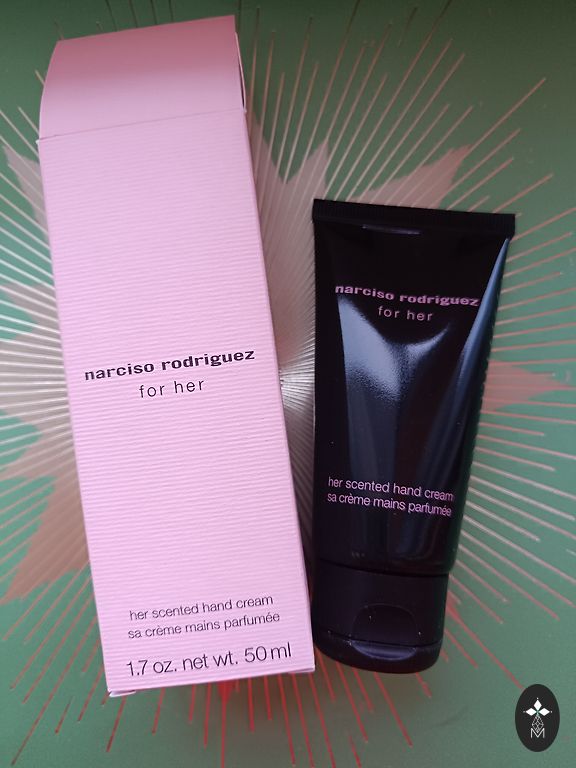 narciso rodriguez
for her
her scented hand cream
sa crème mains parfumée
1.7 oz. net wt. 50 ml
narciso rodriguez
for her
her scented hand cream
sa crème mains parfumée